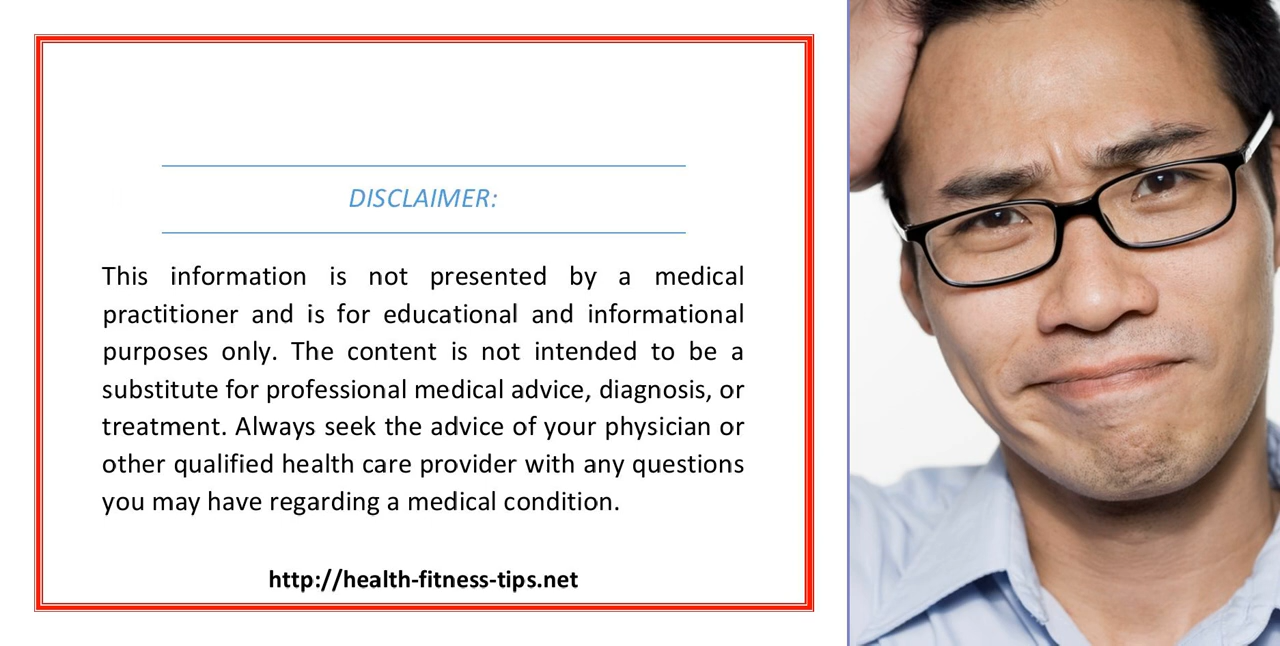 DISCLAIMER:
This information is not presented by a medical
practitioner and is for educational and informational
purposes only. The content is not intended to be a
substitute for professional medical advice, diagnosis, or
treatment. Always seek the advice of your physician or
other qualified health care provider with any questions
you may have regarding a medical condition.
http://health-fitness-tips.net